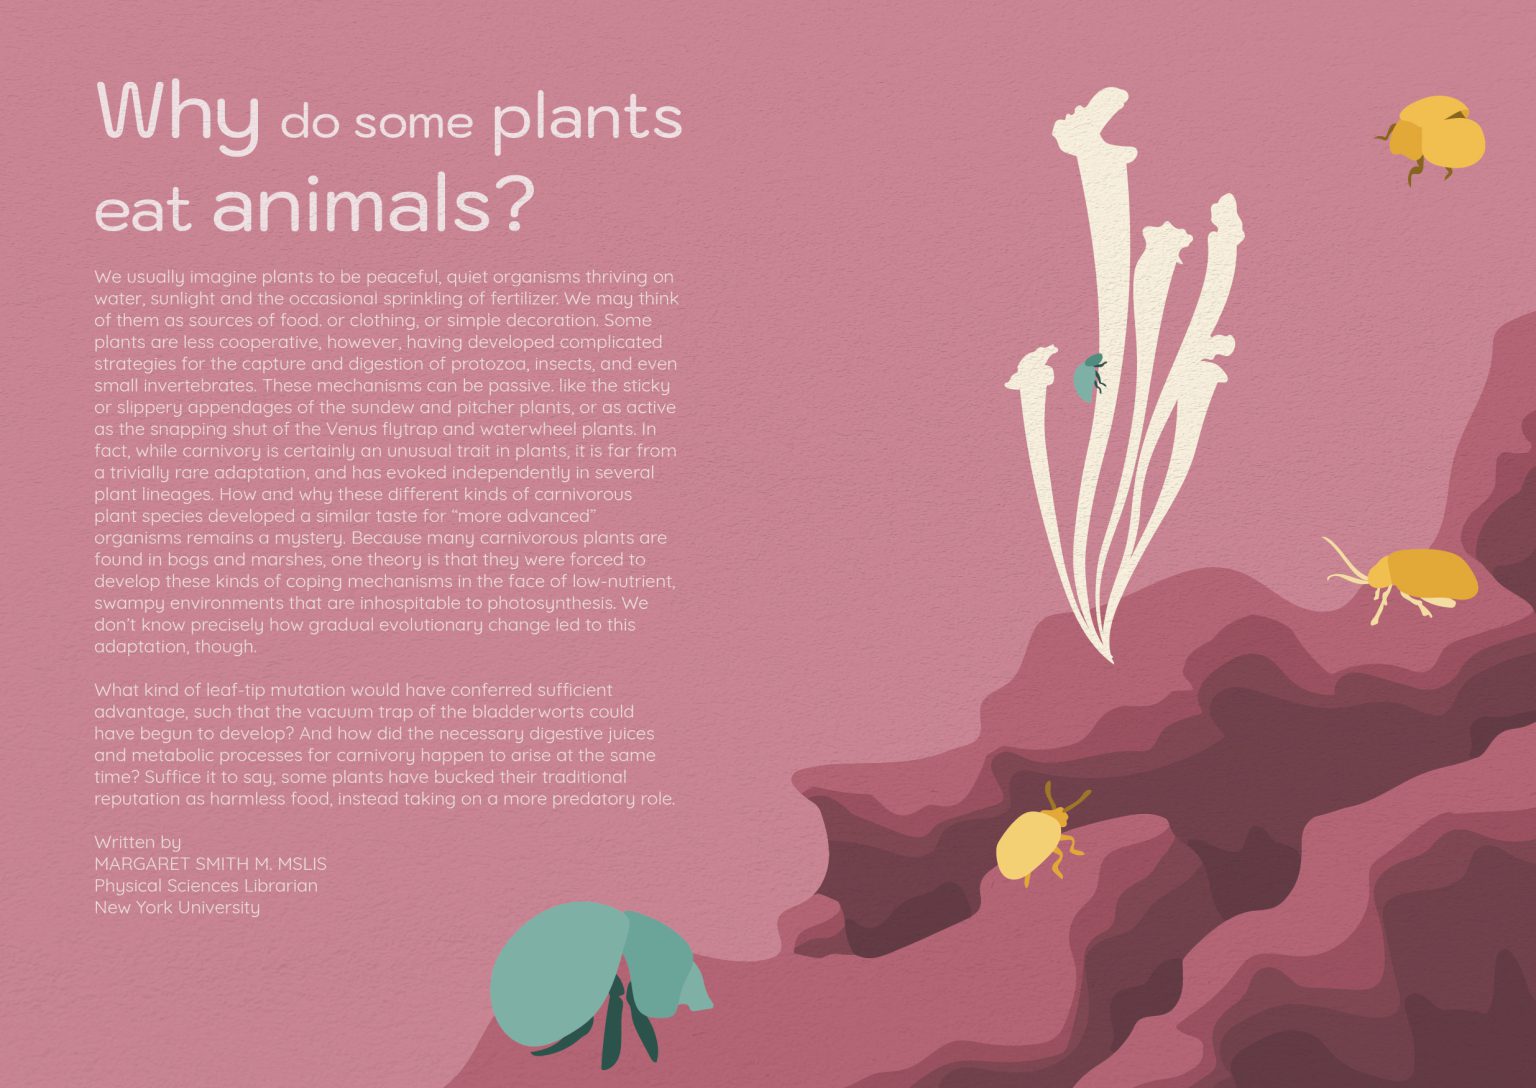 Why do some plants
eat animals?
We usually imagine plants to be peaceful, quiet organisms thriving on
water, sunlight and the occasional sprinkling of fertilizer. We may think
of them as sources of food. or clothing, or simple decoration. Some
plants are less cooperative, however, having developed complicated
strategies for the capture and digestion of protozoa, insects, and even
small invertebrates. These mechanisms can be passive. like the sticky
or slippery appendages of the sundew and pitcher plants, or as active
as the snapping shut of the Venus flytrap and waterwheel plants. In
fact, while carnivory is certainly an unusual trait in plants, it is far from
a trivially rare adaptation, and has evoked independently in several
plant lineages. How and why these different kinds of carnivorous
plant species developed a similar taste for “more advanced”
organisms remains a mystery. Because many carnivorous plants are
found in bogs and marshes, one theory is that they were forced to
develop these kinds of coping mechanisms in the face of low-nutrient,
swampy environments that are inhospitable to photosynthesis. We
don’t know precisely how gradual evolutionary change led to this
adaptation, though.
What kind of leaf-tip mutation would have conferred sufficient
advantage, such that the vacuum trap of the bladderworts could
have begun to develop? And how did the necessary digestive juices
and metabolic processes for carnivory happen to arise at the same
time? Suffice it to say, some plants have bucked their traditional
reputation as harmless food, instead taking on a more predatory role.
Written by
MARGARET SMITH M. MSLIS
Physical Sciences Librarian
New York University